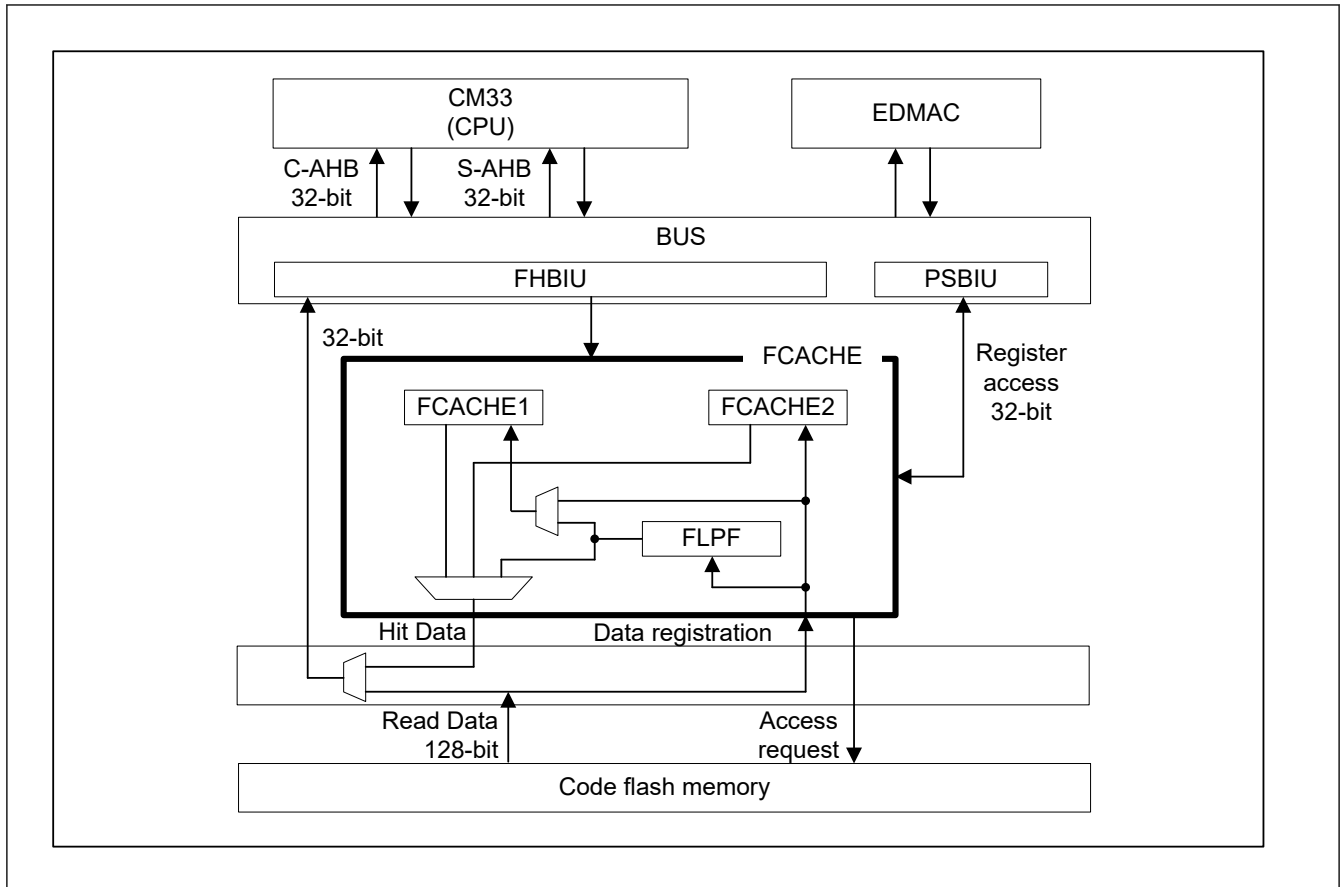 CM33
(CPU)
EDMAC
C-AHB
32-bit
S-AHB
32-bit
BUS
FHBIU
PSBIU
32-bit
FCACHE
Register
access
32-bit
FCACHE1
FCACHE2
FLPF
Hit Data
Data registration
Read Data
128-bit
Access
request
Code flash memory